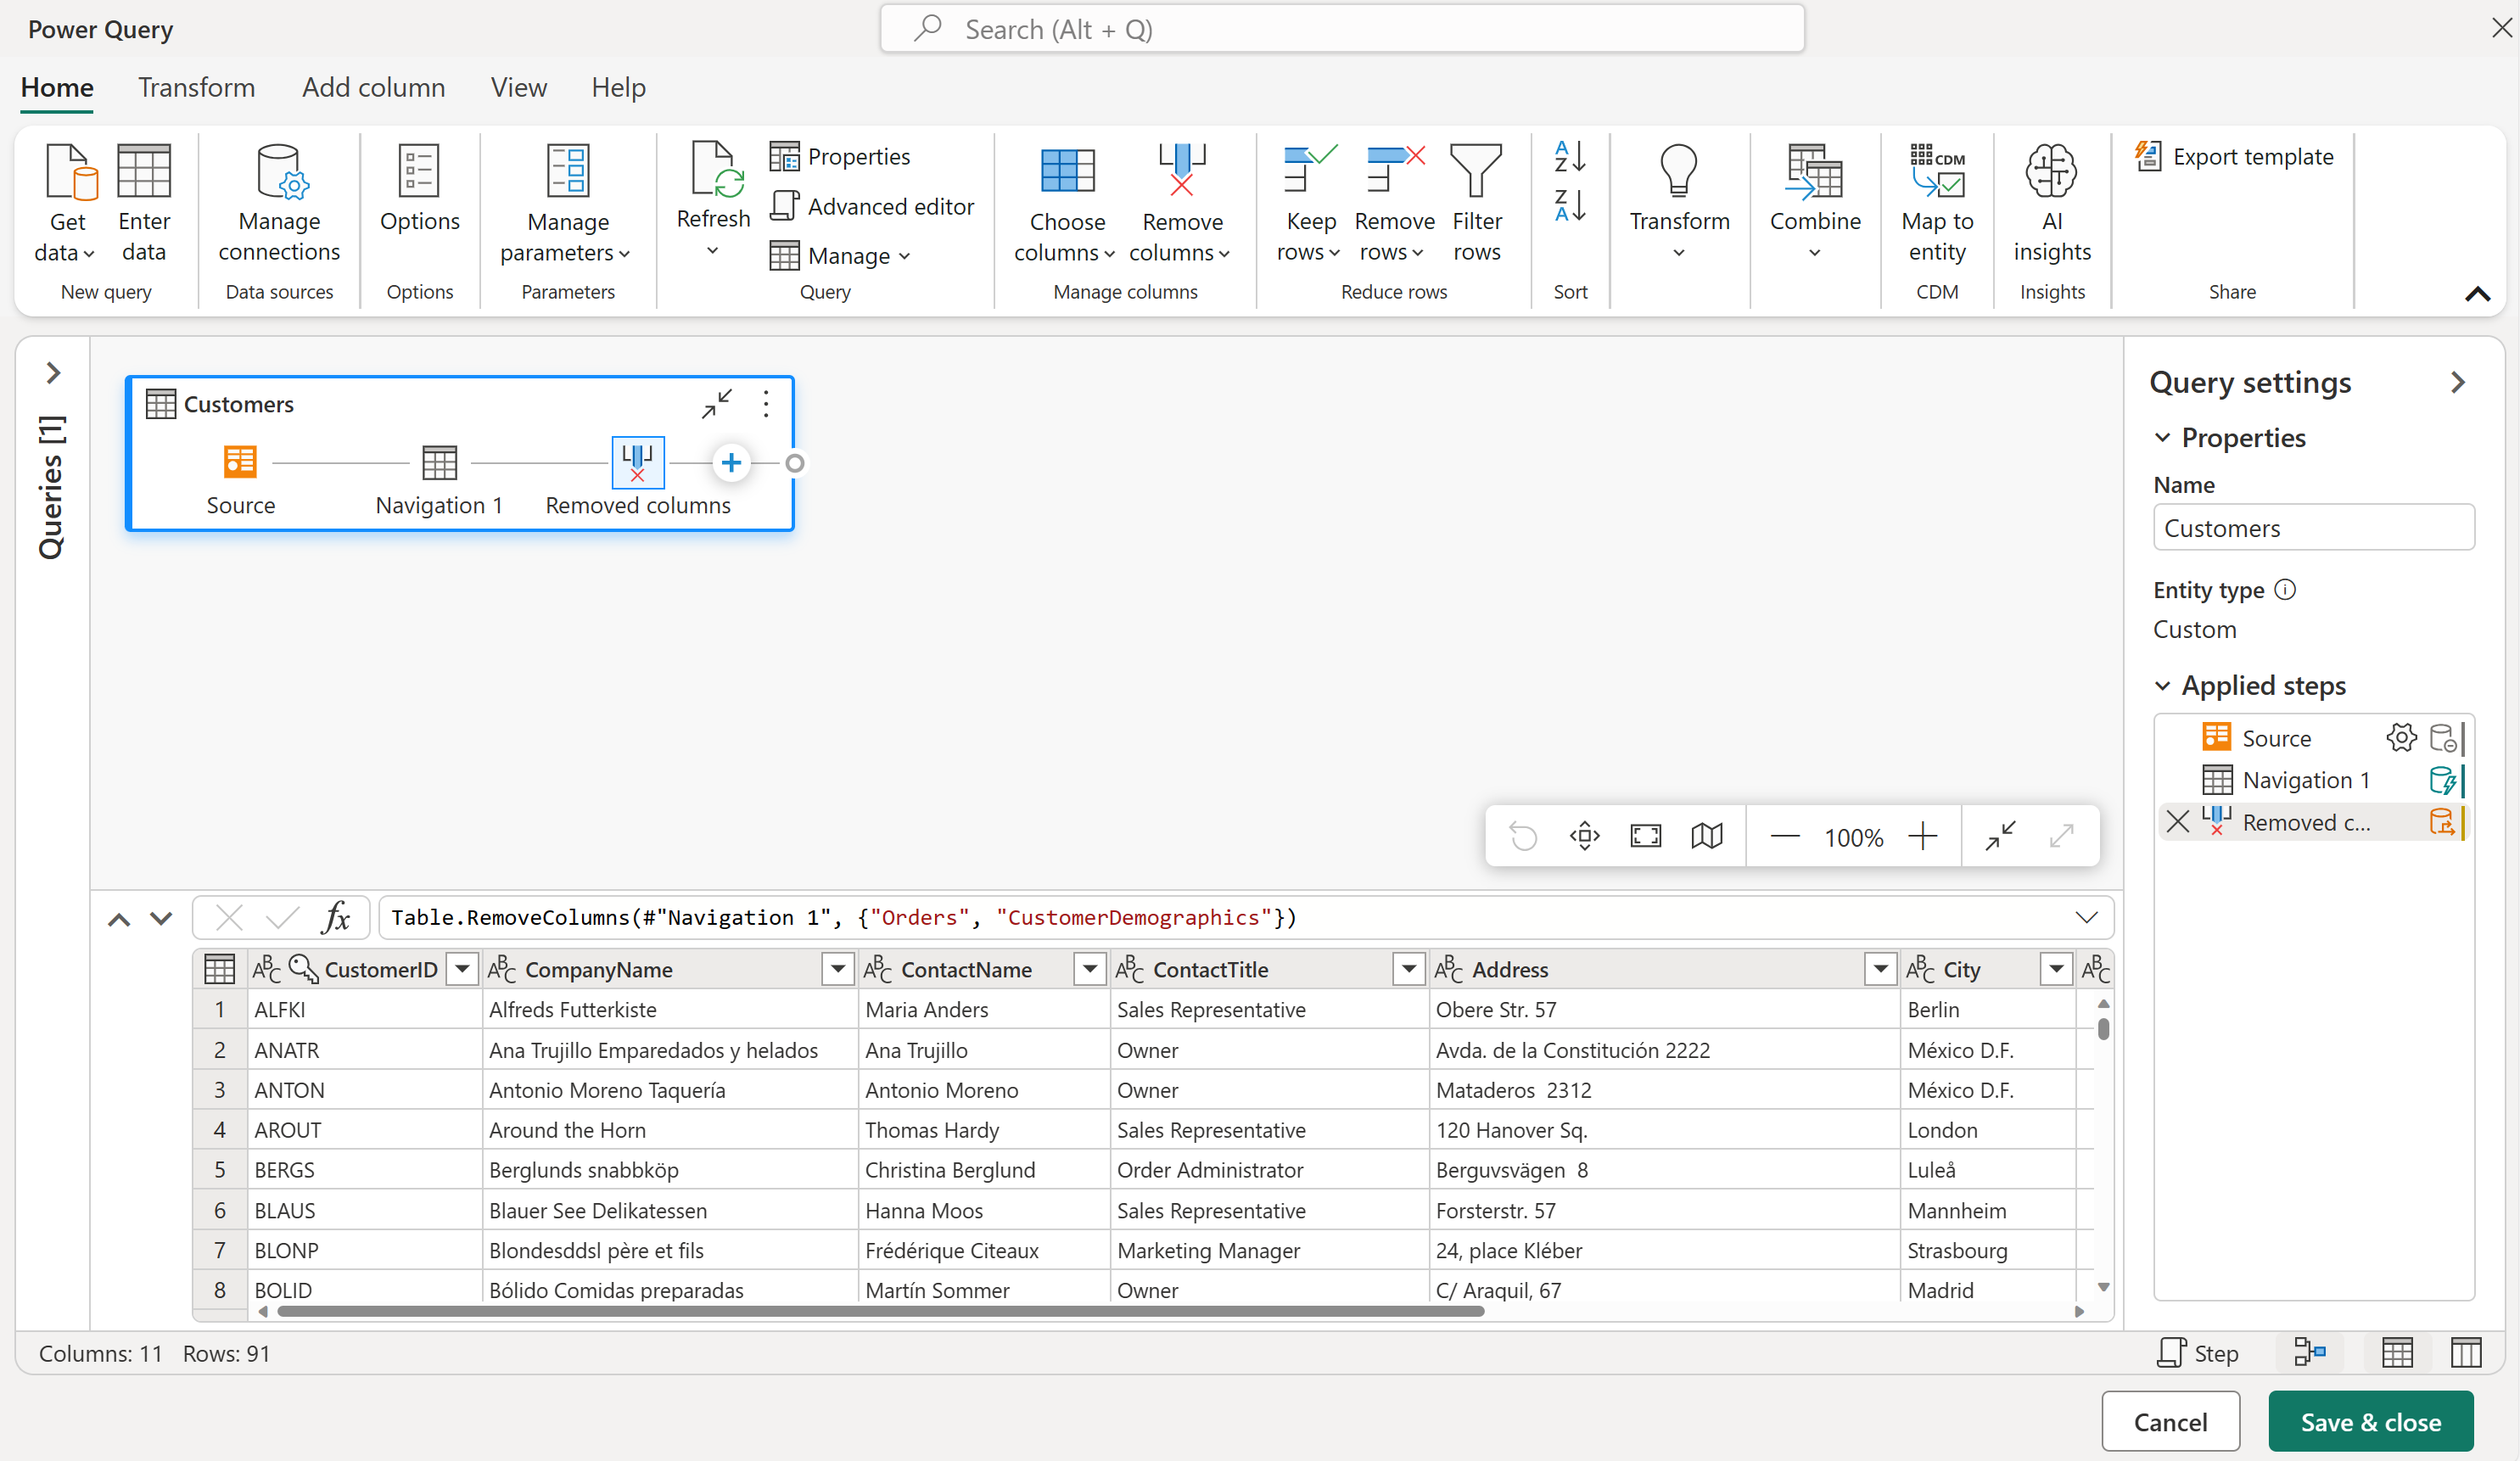 Power Query
Search (Alt + Q)
Home Transform Add column View Help
Get data
Enter data
New query
Manage connections
Data sources
Options
Options
Manage parameters
Parameters
Refresh
Properties
Advanced editor
Manage
Query
Choose columns
Remove columns
Manage columns
Keep rows
Remove rows
Filter rows
Reduce rows
A Z
Z A
Sort
Transform
Combine
CDM
Map to entity
CDM
AI insights
Insights
Export template
Share
Queries [1]
Customers
Source Navigation 1 Removed columns
100%
Query settings
Properties
Name
Customers
Entity type
Custom
Applied steps
Source
Navigation 1
Removed c...
fx Table.RemoveColumns(#"Navigation 1", {"Orders", "CustomerDemographics"})
ABC CustomerID ABC CompanyName ABC ContactName ABC ContactTitle ABC Address ABC City ABC
1 ALFKI Alfreds Futterkiste Maria Anders Sales Representative Obere Str. 57 Berlin
2 ANATR Ana Trujillo Emparedados y helados Ana Trujillo Owner Avda. de la Constitución 2222 México D.F.
3 ANTON Antonio Moreno Taquería Antonio Moreno Owner Mataderos  2312 México D.F.
4 AROUT Around the Horn Thomas Hardy Sales Representative 120 Hanover Sq. London
5 BERGS Berglunds snabbköp Christina Berglund Order Administrator Berguvsvägen  8 Luleå
6 BLAUS Blauer See Delikatessen Hanna Moos Sales Representative Forsterstr. 57 Mannheim
7 BLONP Blondesddsl père et fils Frédérique Citeaux Marketing Manager 24, place Kléber Strasbourg
8 BOLID Bólido Comidas preparadas Martín Sommer Owner C/ Araquil, 67 Madrid
Columns: 11 Rows: 91
Step
Cancel
Save & close